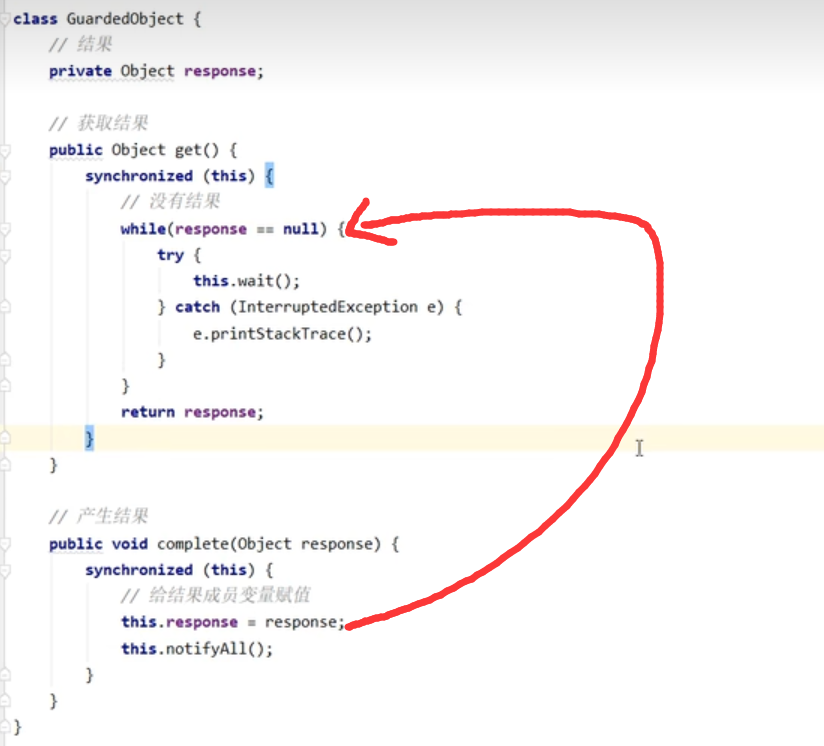 class GuardedObject {
// 结果
private Object response;
// 获取结果
public Object get() {
synchronized (this) {
// 没有结果
while(response == null) {
try {
this.wait();
} catch (InterruptedException e) {
e.printStackTrace();
}
}
return response;
}
}
// 产生结果
public void complete(Object response) {
synchronized (this) {
// 给结果成员变量赋值
this.response = response;
this.notifyAll();
}
}
}